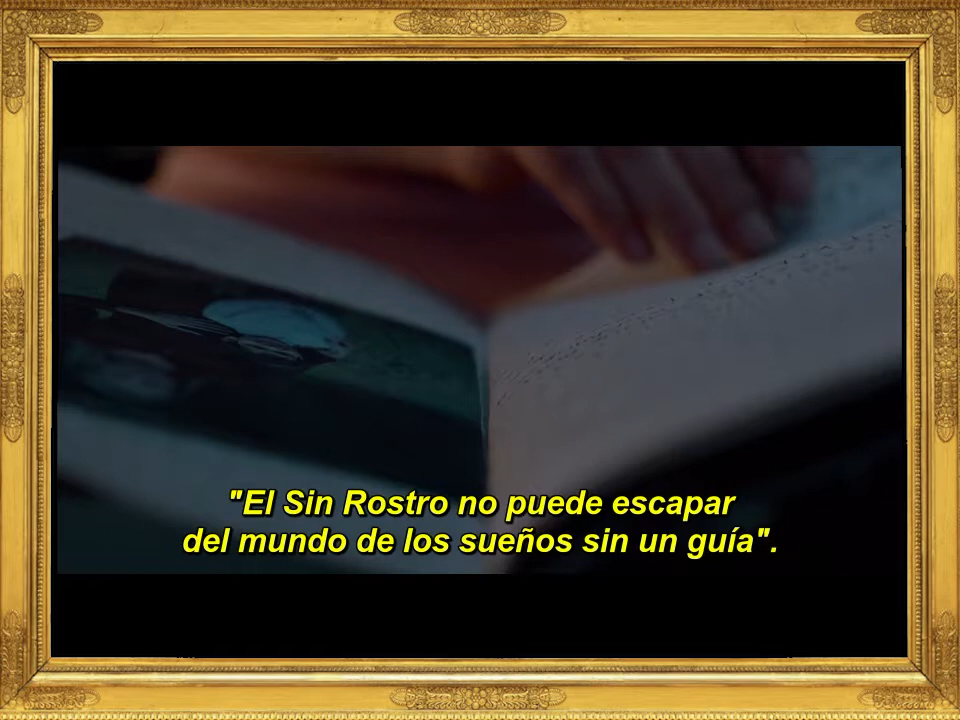 "El Sin Rostro no puede escapar
del mundo de los sueños sin un guía".